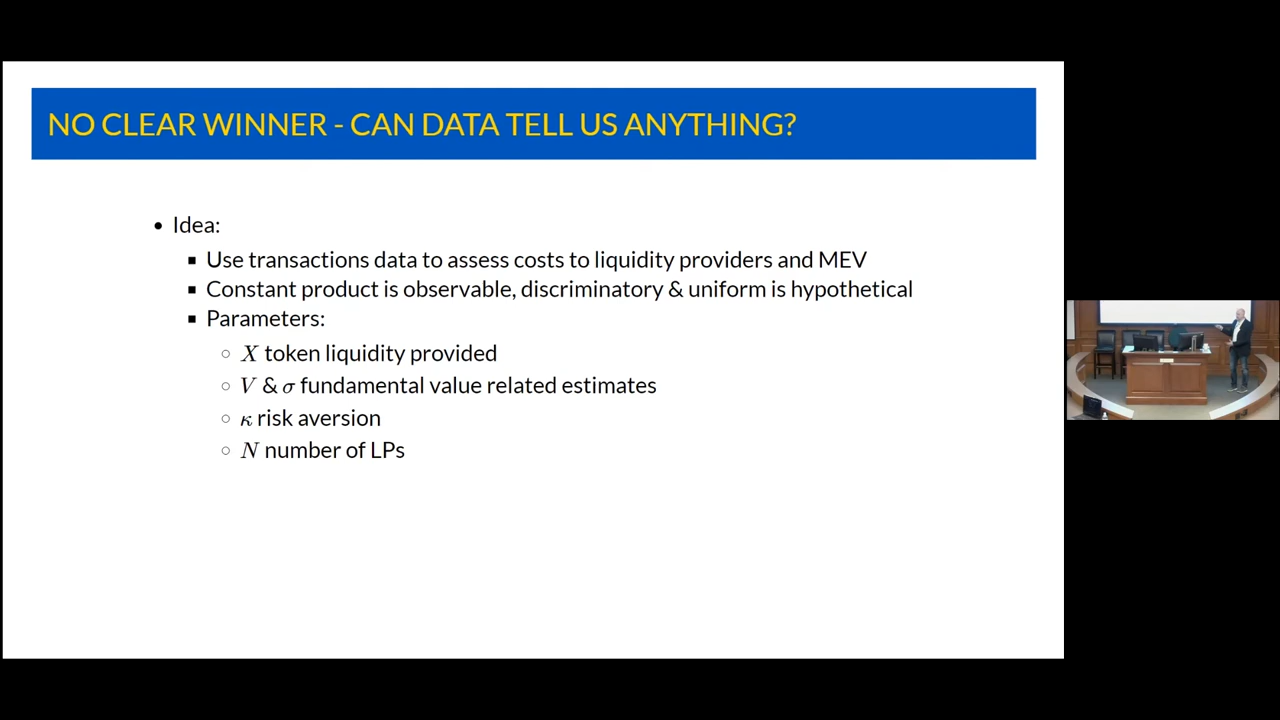 NO CLEAR WINNER - CAN DATA TELL US ANYTHING?
• Idea:
▪ Use transactions data to assess costs to liquidity providers and MEV
▪ Constant product is observable, discriminatory & uniform is hypothetical
▪ Parameters:
◦ X token liquidity provided
◦ V & σ fundamental value related estimates
◦ κ risk aversion
◦ N number of LPs